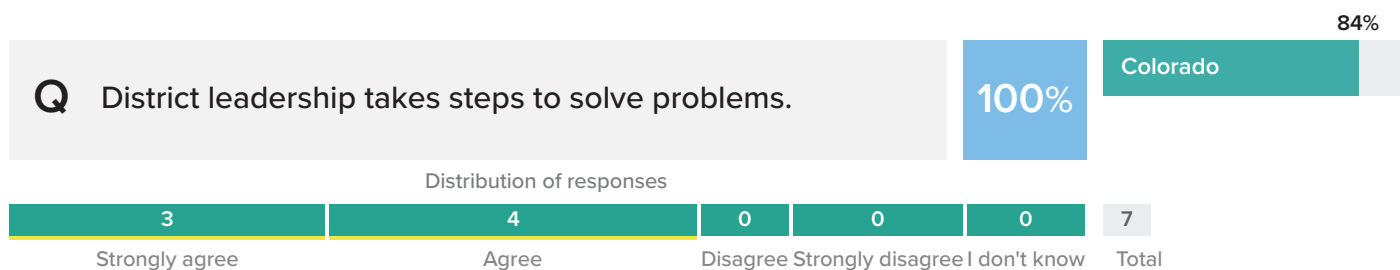 84%
Q District leadership takes steps to solve problems.
100%
Colorado
Distribution of responses
3 4 0 0 0 7
Strongly agree Agree Disagree Strongly disagree I don't know Total